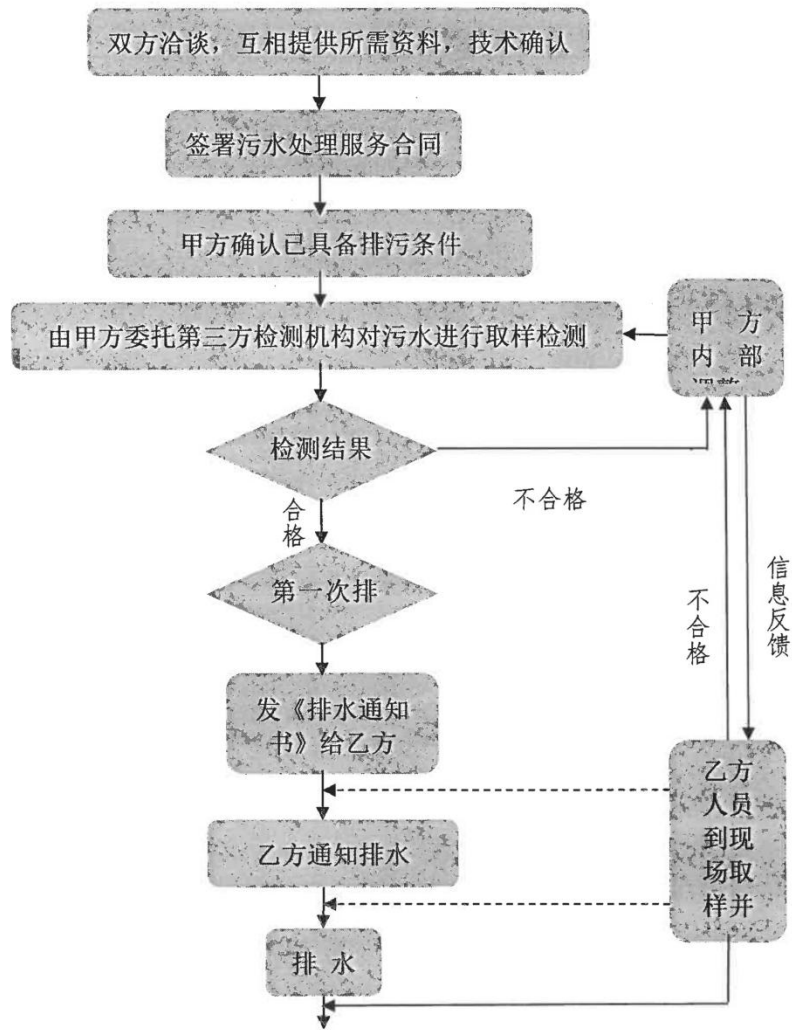 双方洽谈，互相提供所需资料，技术确认
签署污水处理服务合同
甲方确认已具备排污条件
由甲方委托第三方检测机构对污水进行取样检测
甲 方
内 部
检测结果
不合格
合
格
第一次排
不
合
格
信
息
反
馈
发《排水通知
书》给乙方
乙方
人员
到现
场取
样并
乙方通知排水
排 水